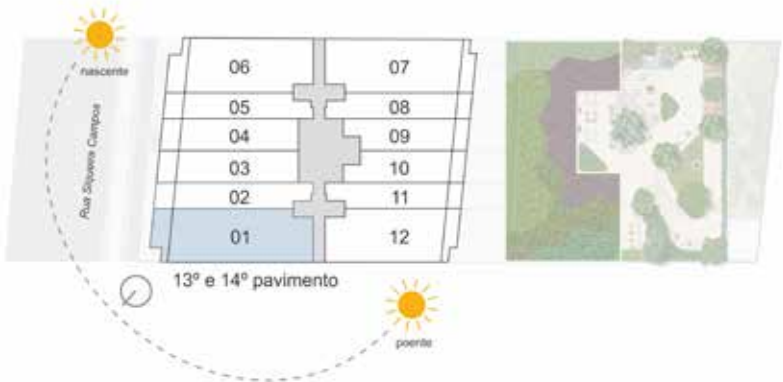 nascente
Rua Siqueira Campos
06 07
05 08
04 09
03 10
02 11
01 12
13º e 14º pavimento
poente